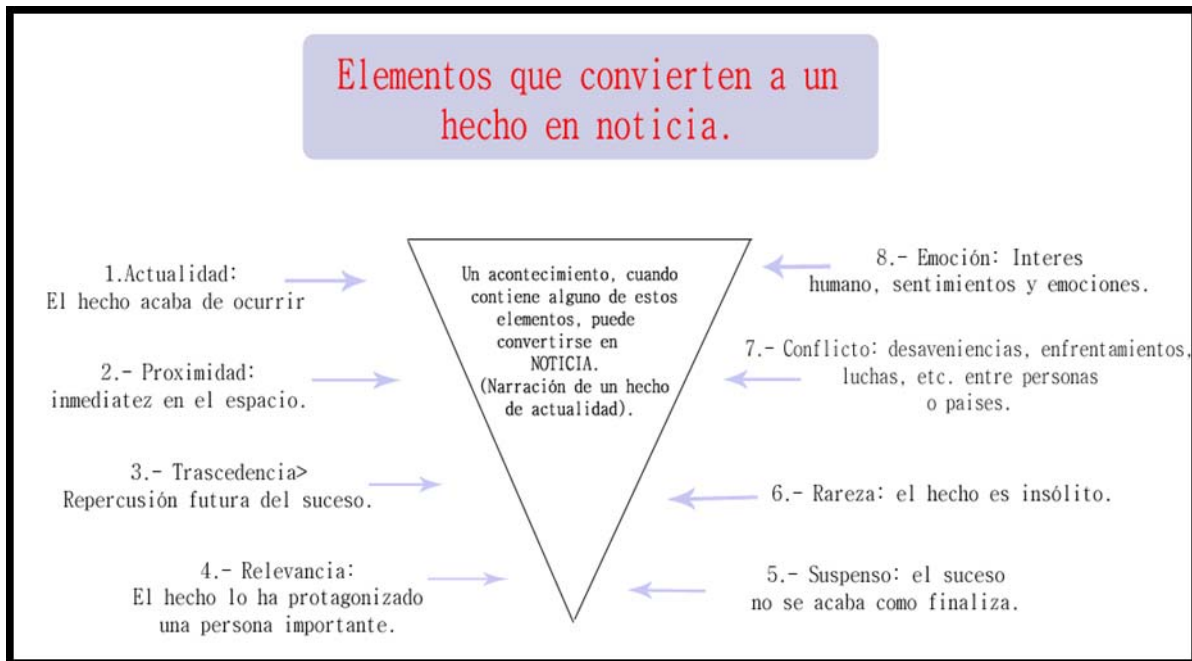 Elementos que convierten a un
hecho en noticia.
1.Actualidad:
El hecho acaba de ocurrir
2.- Proximidad:
inmediatez en el espacio.
3.- Trascedencia>
Repercusión futura del suceso.
4.- Relevancia:
El hecho lo ha protagonizado
una persona importante.
Un acontecimiento, cuando
contiene alguno de estos
elementos, puede
convertirse en
NOTICIA.
(Narración de un hecho
de actualidad).
8.- Emoción: Interes
humano, sentimientos y emociones.
7.- Conflicto: desaveniencias, enfrentamientos,
luchas, etc. entre personas
o paises.
6.- Rareza: el hecho es insólito.
5.- Suspenso: el suceso
no se acaba como finaliza.